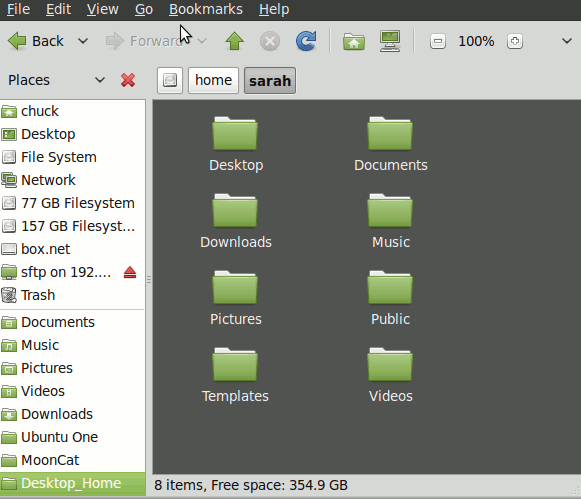 File Edit View Go Bookmarks Help
Back Forward 100%
Places home sarah
chuck
Desktop
File System
Network
77 GB Filesystem
157 GB Filesyst...
box.net
sftp on 192....
Trash
Documents
Music
Pictures
Videos
Downloads
Ubuntu One
MoonCat
Desktop_Home
Desktop Documents
Downloads Music
Pictures Public
Templates Videos
8 items, Free space: 354.9 GB